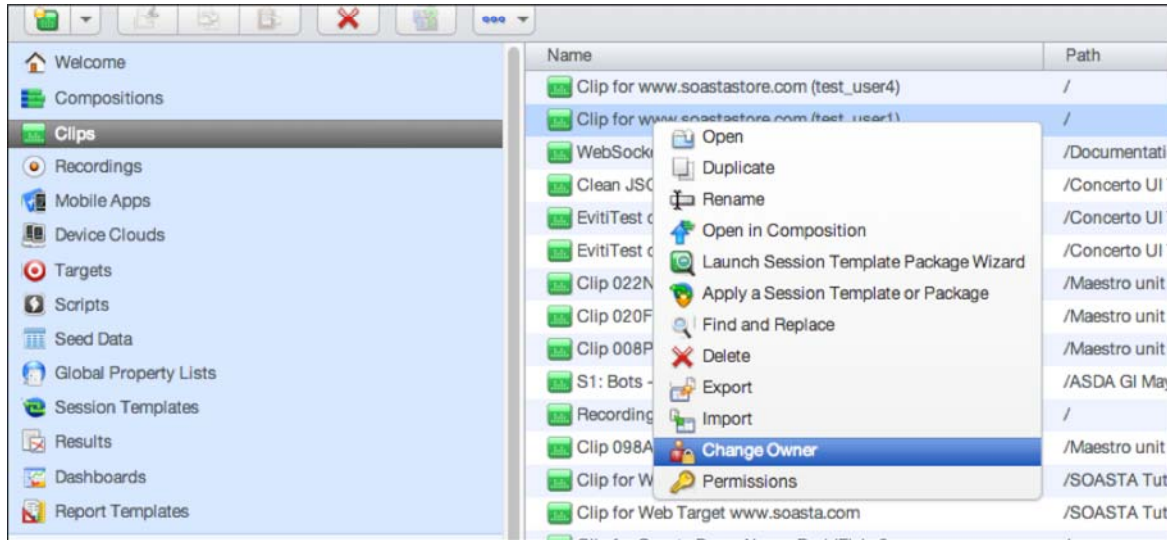 Welcome
Compositions
Clips
Recordings
Mobile Apps
Device Clouds
Targets
Scripts
Seed Data
Global Property Lists
Session Templates
Results
Dashboards
Report Templates
Name Path
Clip for www.soastastore.com (test_user4) /
Clip for www.soastastore.com (test_user1) /
WebSock /Documentati
Clean JSO /Concerto UI
EvitiTest /Concerto UI
EvitiTest /Concerto UI
Clip 022N /Maestro unit
Clip 020F /Maestro unit
Clip 008P /Maestro unit
S1: Bots - /ASDA GI May
Recording /
Clip 098A /Maestro unit
Clip for W /SOASTA Tut
Clip for Web Target www.soasta.com /SOASTA Tut
Open
Duplicate
Rename
Open in Composition
Launch Session Template Package Wizard
Apply a Session Template or Package
Find and Replace
Delete
Export
Import
Change Owner
Permissions